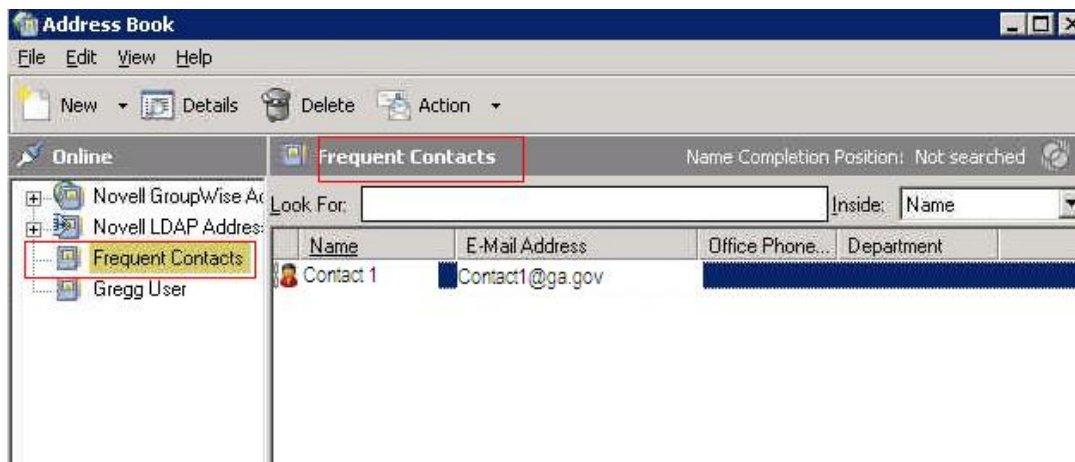 Address Book
File Edit View Help
New Details Delete Action
Online
Frequent Contacts
Name Completion Position: Not searched
Novell GroupWise Ad
Novell LDAP Addres
Frequent Contacts
Gregg User
Look For:
Inside: Name
Name E-Mail Address Office Phone... Department
Contact 1 Contact1@ga.gov